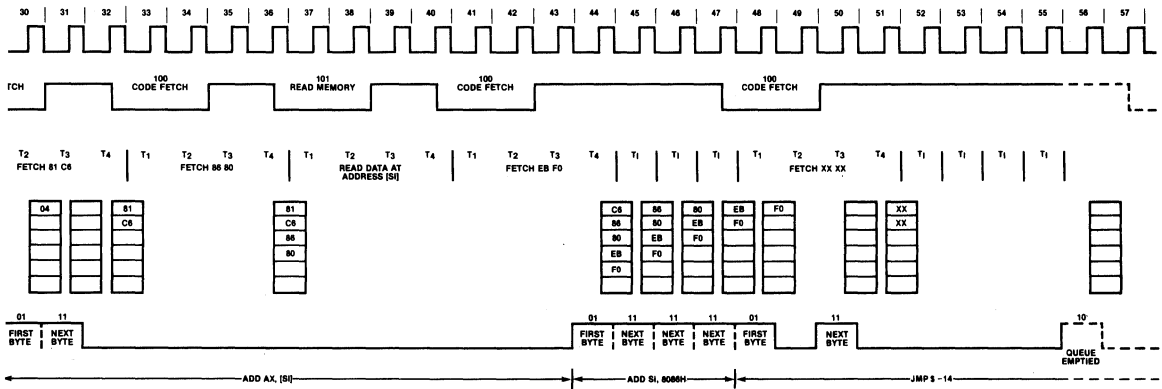 30 31 32 33 34 35 36 37 38 39 40 41 42 43 44 45 46 47 48 49 50 51 52 53 54 55 56 57
100 101 100 100
TCH CODE FETCH READ MEMORY CODE FETCH CODE FETCH
T2 T3 T4 T1 T2 T3 T4 T1 T2 T3 T4 T1 T2 T3 T4 TI TI TI T1 T2 T3 T4 TI TI TI TI
FETCH 81 C6 FETCH 86 80 READ DATA AT FETCH EB F0 FETCH XX XX
ADDRESS [SI]
04 81 81 C6 86 80 EB F0 XX
C6 C6 86 80 EB F0 XX
86 80 EB F0
80 EB F0
F0
01 11 01 11 11 11 01 11 10
FIRST NEXT FIRST NEXT NEXT NEXT FIRST NEXT
BYTE BYTE BYTE BYTE BYTE BYTE BYTE BYTE
QUEUE
EMPTIED
ADD AX, [SI] ADD SI, 8086H JMP $ -14